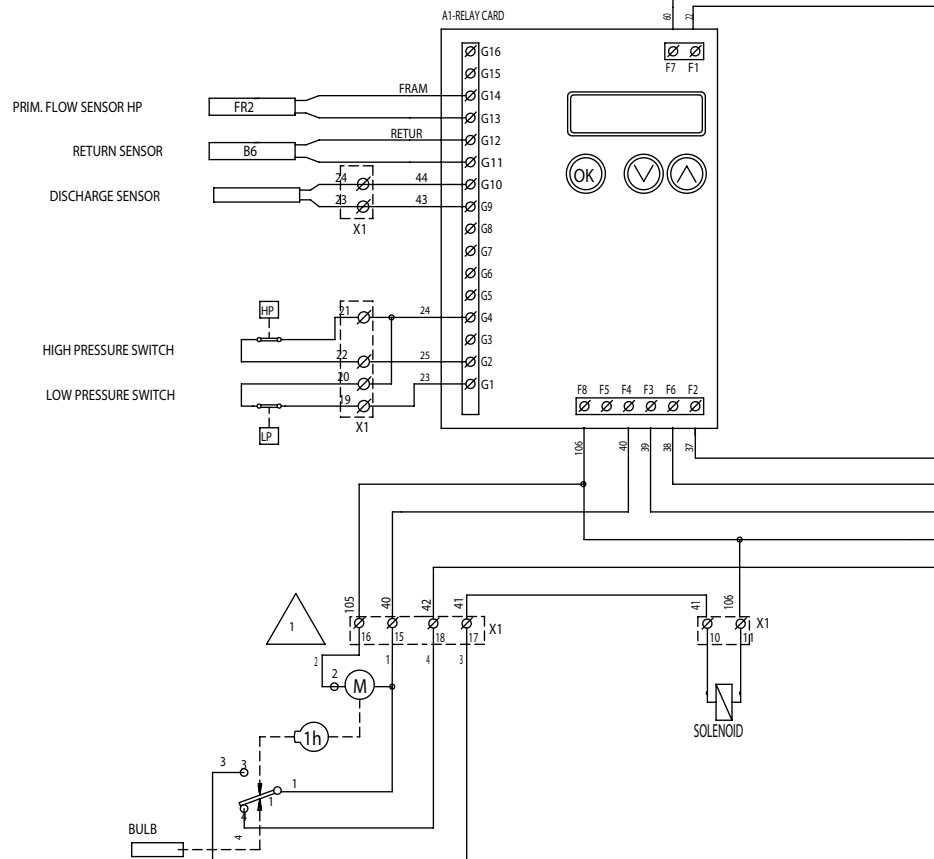 60 22
A1-RELAY CARD
G16
F7 F1
G15
FRAM G14
PRIM. FLOW SENSOR HP FR2
G13
RETUR G12
RETURN SENSOR B6
G11
24 44 G10
DISCHARGE SENSOR
23 43 G9
X1
G8
G7
G6
G5
OK
HP
21 24 G4
G3
HIGH PRESSURE SWITCH
22 25 G2
20
LOW PRESSURE SWITCH
23 G1
19
X1
LP
F8 F5 F4 F3 F6 F2
106 40 39 38 37
105 40 42 41
41 106
1
16 15 18 17 X1
10 11 X1
2 1 4 3
2 M
1h
SOLENOID
3 3
1
1
4
4
BULB